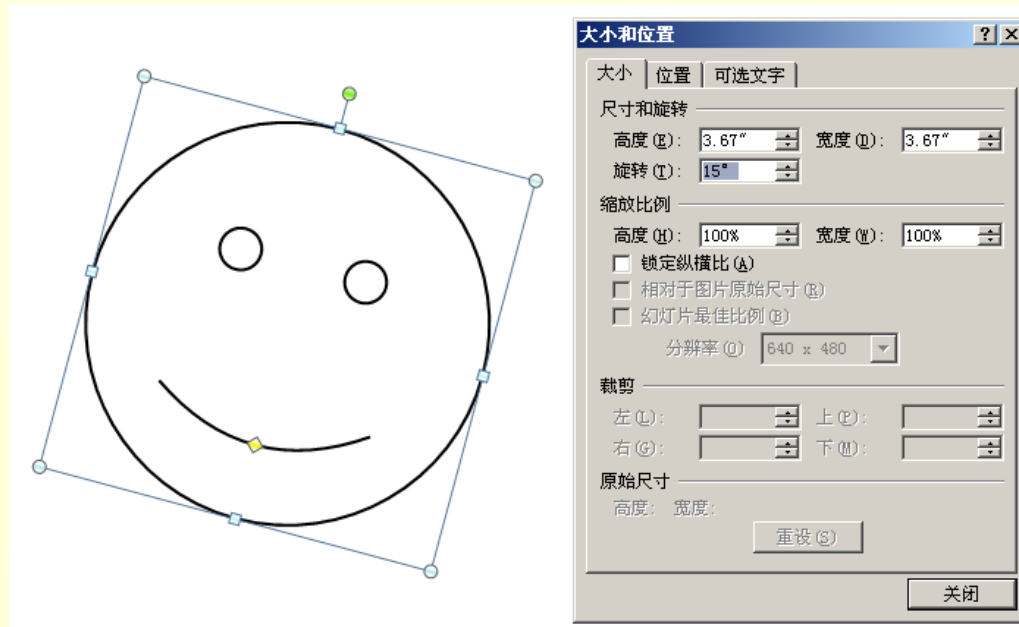 大小和位置
大小 位置 可选文字
尺寸和旋转
高度(E): 3.67" 宽度(D): 3.67"
旋转(T): 15°
缩放比例
高度(H): 100% 宽度(W): 100%
锁定纵横比(A)
相对于图片原始尺寸(R)
幻灯片最佳比例(B)
分辨率(O) 640 x 480
裁剪
左(L): 上(P):
右(G): 下(M):
原始尺寸
高度: 宽度:
重设(S)
关闭